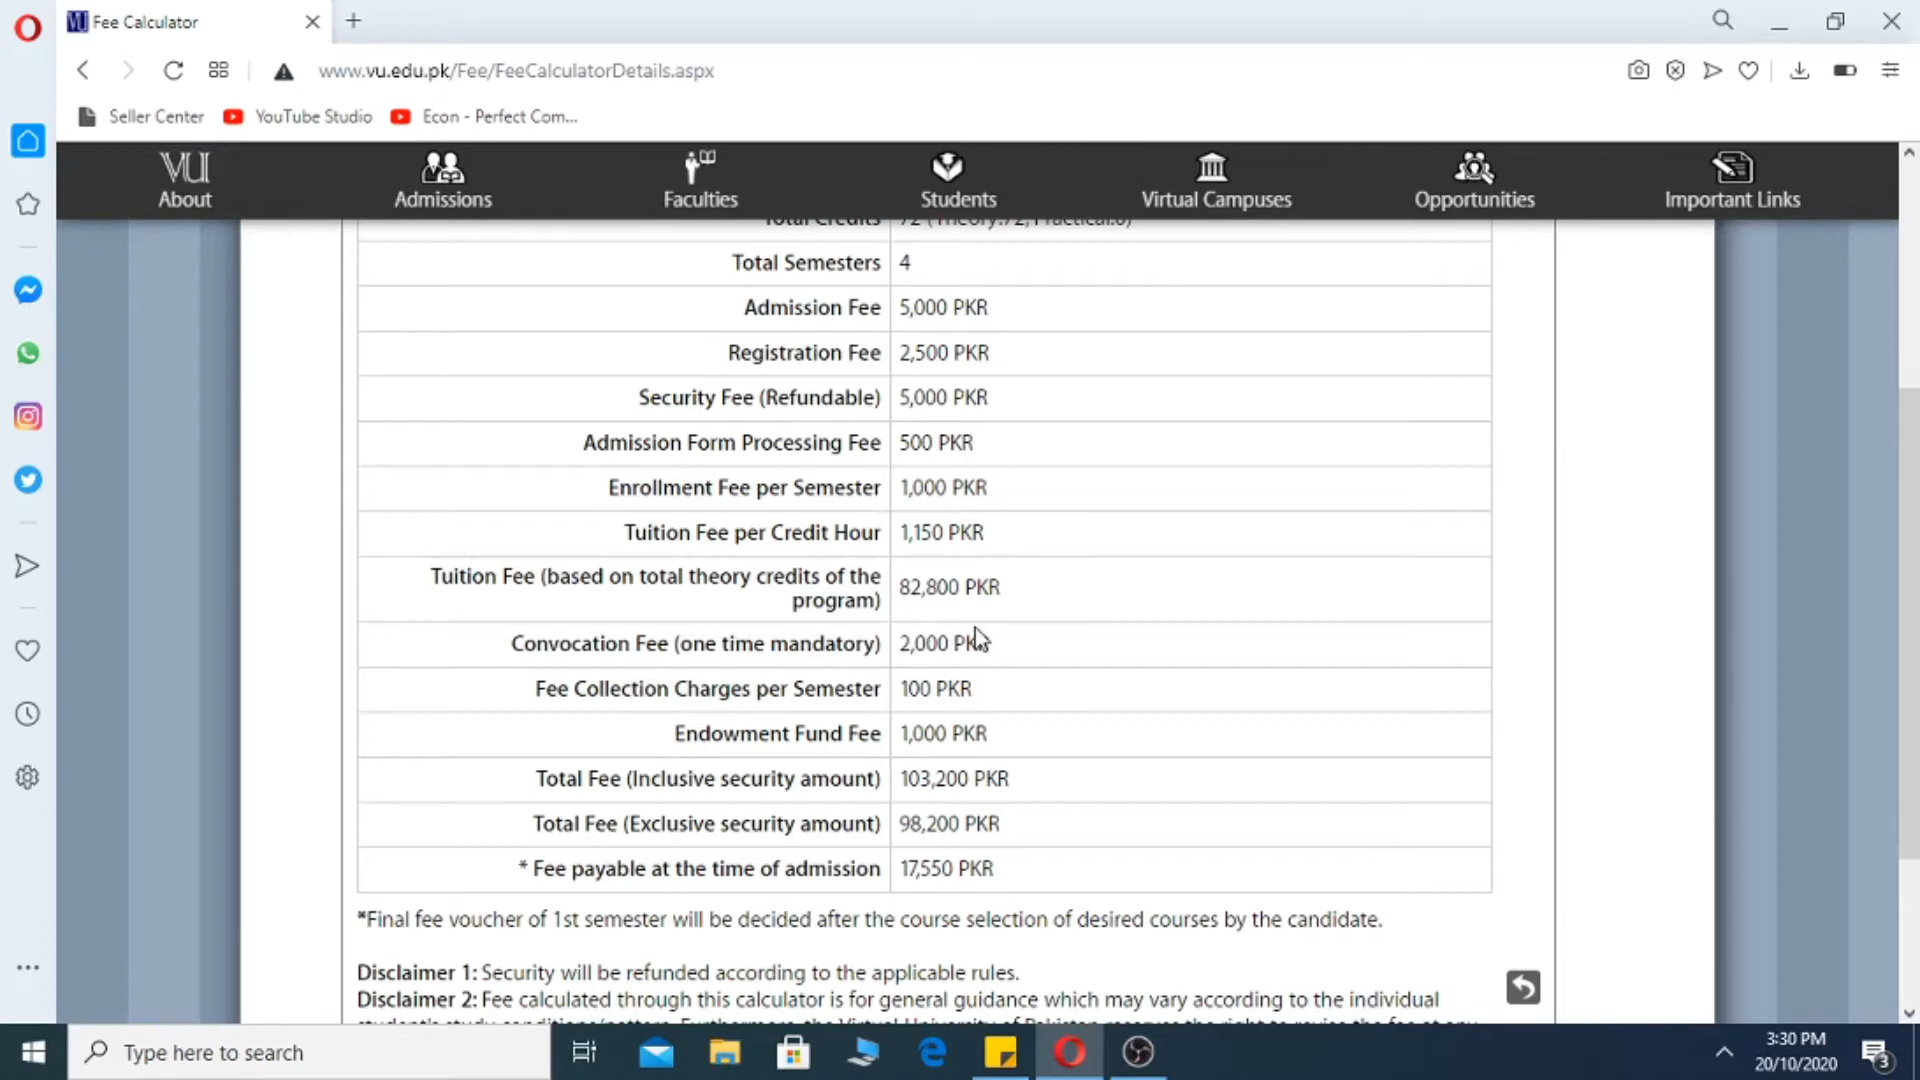 Fee Calculator
www.vu.edu.pk/Fee/FeeCalculatorDetails.aspx
Seller Center YouTube Studio Econ - Perfect Com...
VU
About Admissions Faculties Students Virtual Campuses Opportunities Important Links
Total Credits 72 (Theory:72, Practical:0)
Total Semesters 4
Admission Fee 5,000 PKR
Registration Fee 2,500 PKR
Security Fee (Refundable) 5,000 PKR
Admission Form Processing Fee 500 PKR
Enrollment Fee per Semester 1,000 PKR
Tuition Fee per Credit Hour 1,150 PKR
Tuition Fee (based on total theory credits of the
program) 82,800 PKR
Convocation Fee (one time mandatory) 2,000 PKR
Fee Collection Charges per Semester 100 PKR
Endowment Fund Fee 1,000 PKR
Total Fee (Inclusive security amount) 103,200 PKR
Total Fee (Exclusive security amount) 98,200 PKR
* Fee payable at the time of admission 17,550 PKR
*Final fee voucher of 1st semester will be decided after the course selection of desired courses by the candidate.
Disclaimer 1: Security will be refunded according to the applicable rules.
Disclaimer 2: Fee calculated through this calculator is for general guidance which may vary according to the individual
Type here to search
3:30 PM
20/10/2020
3